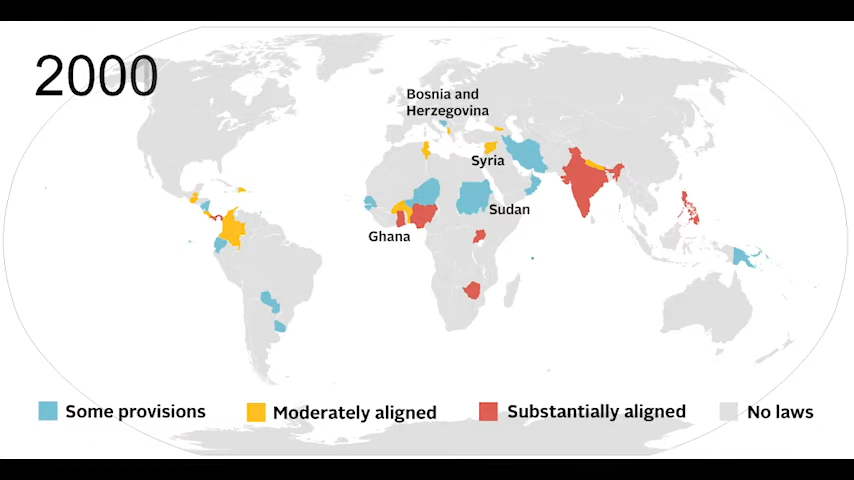 2000
Bosnia and
Herzegovina
Syria
Sudan
Ghana
Some provisions
Moderately aligned
Substantially aligned
No laws